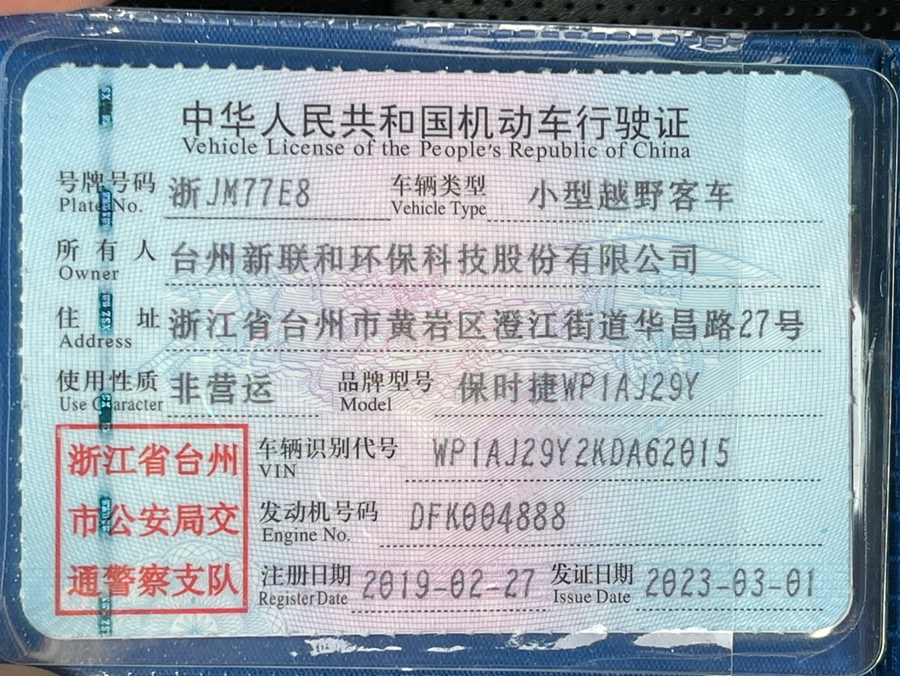 中华人民共和国机动车行驶证
Vehicle License of the People's Republic of China
号牌号码 浙JM77E8 车辆类型 小型越野客车
Plate No. Vehicle Type
所有人 台州新联和环保科技股份有限公司
Owner
住址 浙江省台州市黄岩区澄江街道华昌路27号
Address
使用性质 非营运 品牌型号 保时捷WP1AJ29Y
Use Character Model
浙江省台州
市公安局交
通警察支队
车辆识别代号 WP1AJ29Y2KDA62015
VIN
发动机号码 DFK004888
Engine No.
注册日期 2019-02-27 发证日期 2023-03-01
Register Date Issue Date